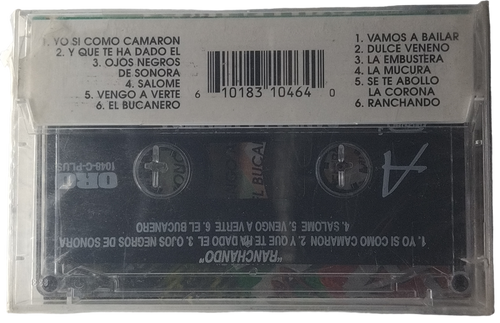 1. YO SI COMO CAMARON
2. Y QUE TE HA DADO EL
3. OJOS NEGROS
DE SONORA
4. SALOME
5. VENGO A VERTE
6. EL BUCANERO
6 10183 10464 0
1. VAMOS A BAILAR
2. DULCE VENENO
3. LA EMBUSTERA
4. LA MUCURA
5. SE TE ABOLLO
LA CORONA
6. RANCHANDO
A
"RANCHANDO"
1. YO SI COMO CAMARON 2. Y QUE TE HA DADO EL 3. OJOS NEGROS DE SONORA
4. SALOME 5. VENGO A VERTE 6. EL BUCANERO
ORO
1048-C-PLUS